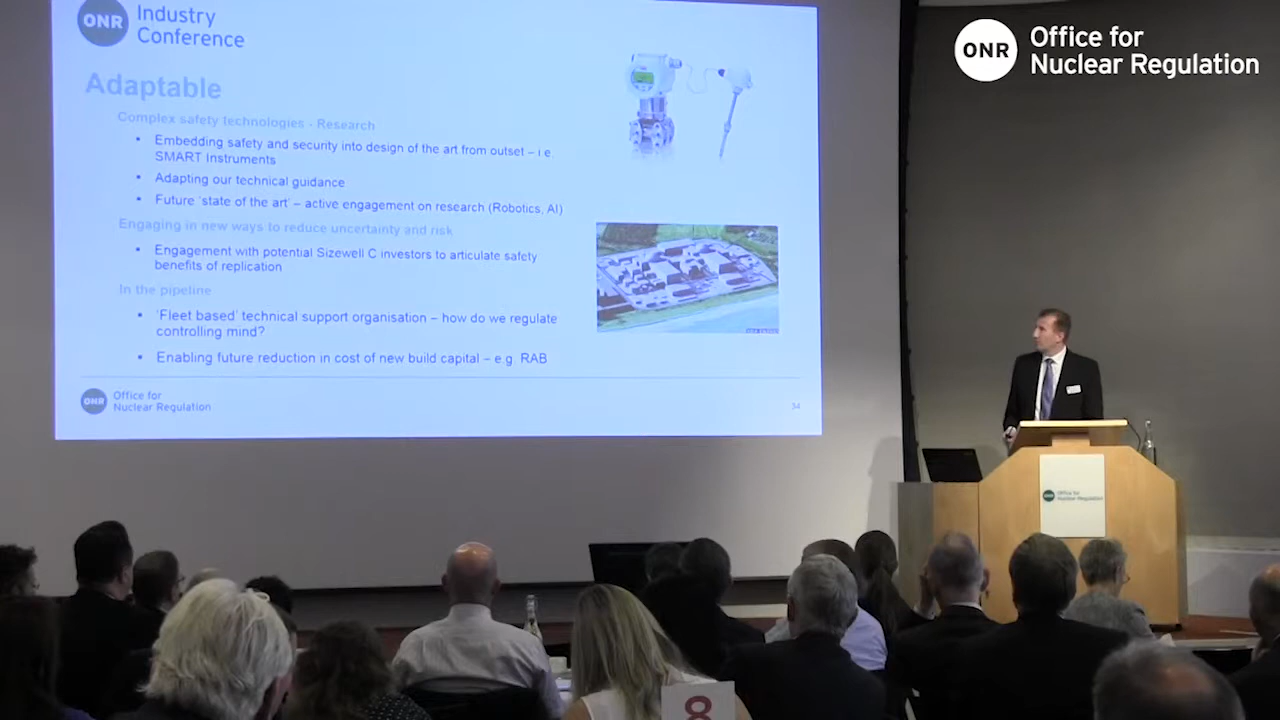 ONR
Industry
Conference
Adaptable
Complex safety technologies - Research
▪ Embedding safety and security into design of the art from outset – i.e.
SMART Instruments
▪ Adapting our technical guidance
▪ Future 'state of the art' – active engagement on research (Robotics, AI)
Engaging in new ways to reduce uncertainty and risk
▪ Engagement with potential Sizewell C investors to articulate safety
benefits of replication
In the pipeline
▪ 'Fleet based' technical support organisation – how do we regulate
controlling mind?
▪ Enabling future reduction in cost of new build capital – e.g. RAB
ONR
Office for
Nuclear Regulation
34
ONR
Office for
Nuclear Regulation
ONR
Office for
Nuclear Regulation
8